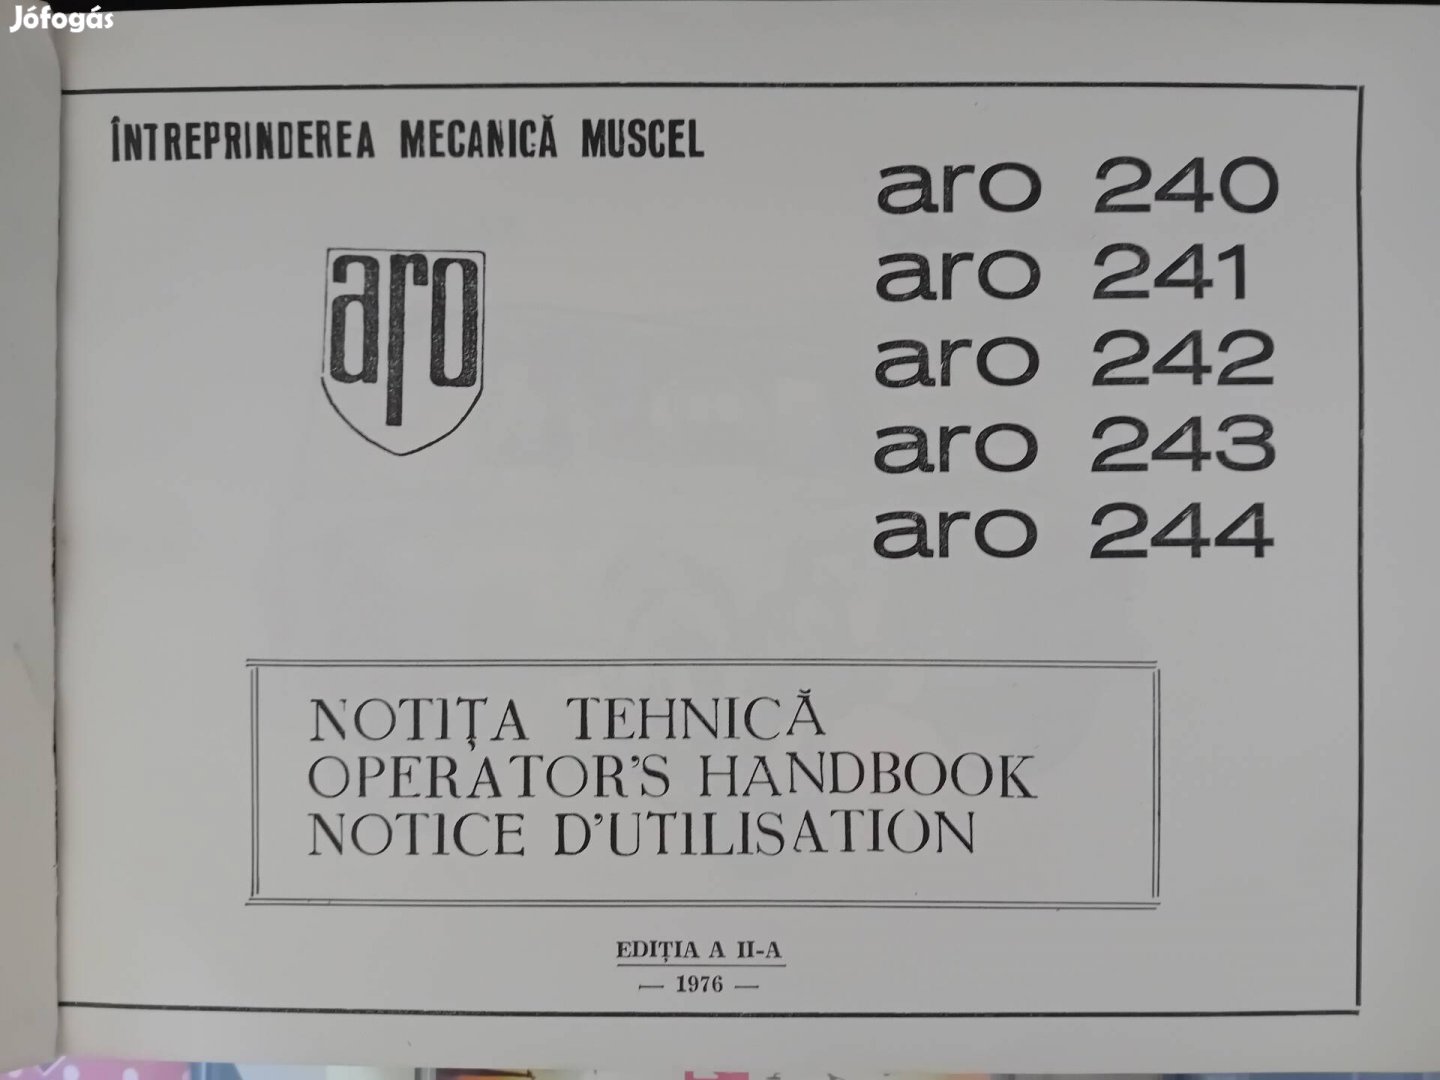 Jófogás
ÎNTREPRINDEREA MECANICĂ MUSCEL
aro
aro 240
aro 241
aro 242
aro 243
aro 244
NOTIȚA TEHNICĂ
OPERATOR'S HANDBOOK
NOTICE D'UTILISATION
EDIȚIA A II-A
— 1976 —